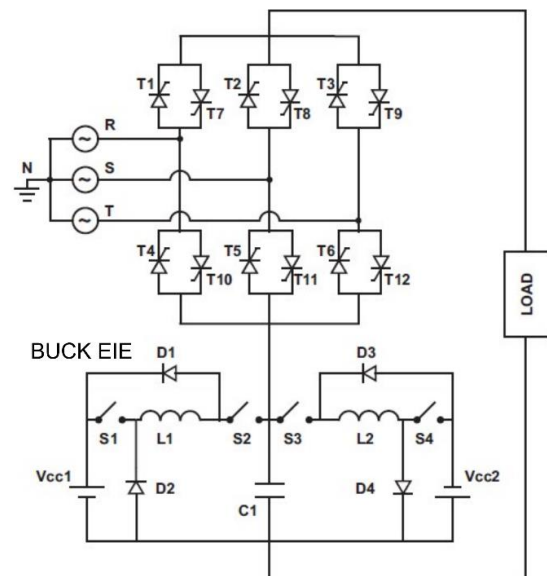 T1 T2 T3
T7 T8 T9
R
N S
T
T4 T5 T6
T10 T11 T12
LOAD
BUCK EIE
D1 D3
S1 L1 S2 S3 L2 S4
Vcc1 D2 C1 D4 Vcc2
~
~
~